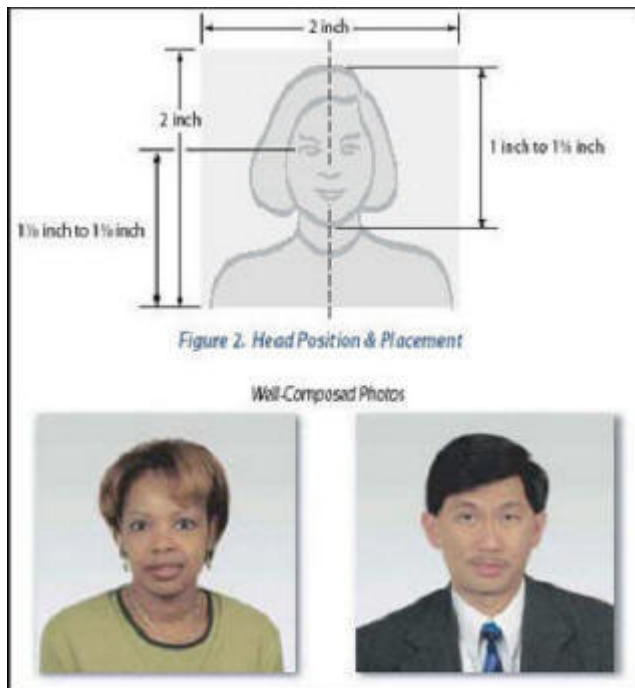 2 inch
2 inch
1 inch to 1⅜ inch
1⅛ inch to 1⅜ inch
Figure 2. Head Position & Placement
Well-Composed Photos